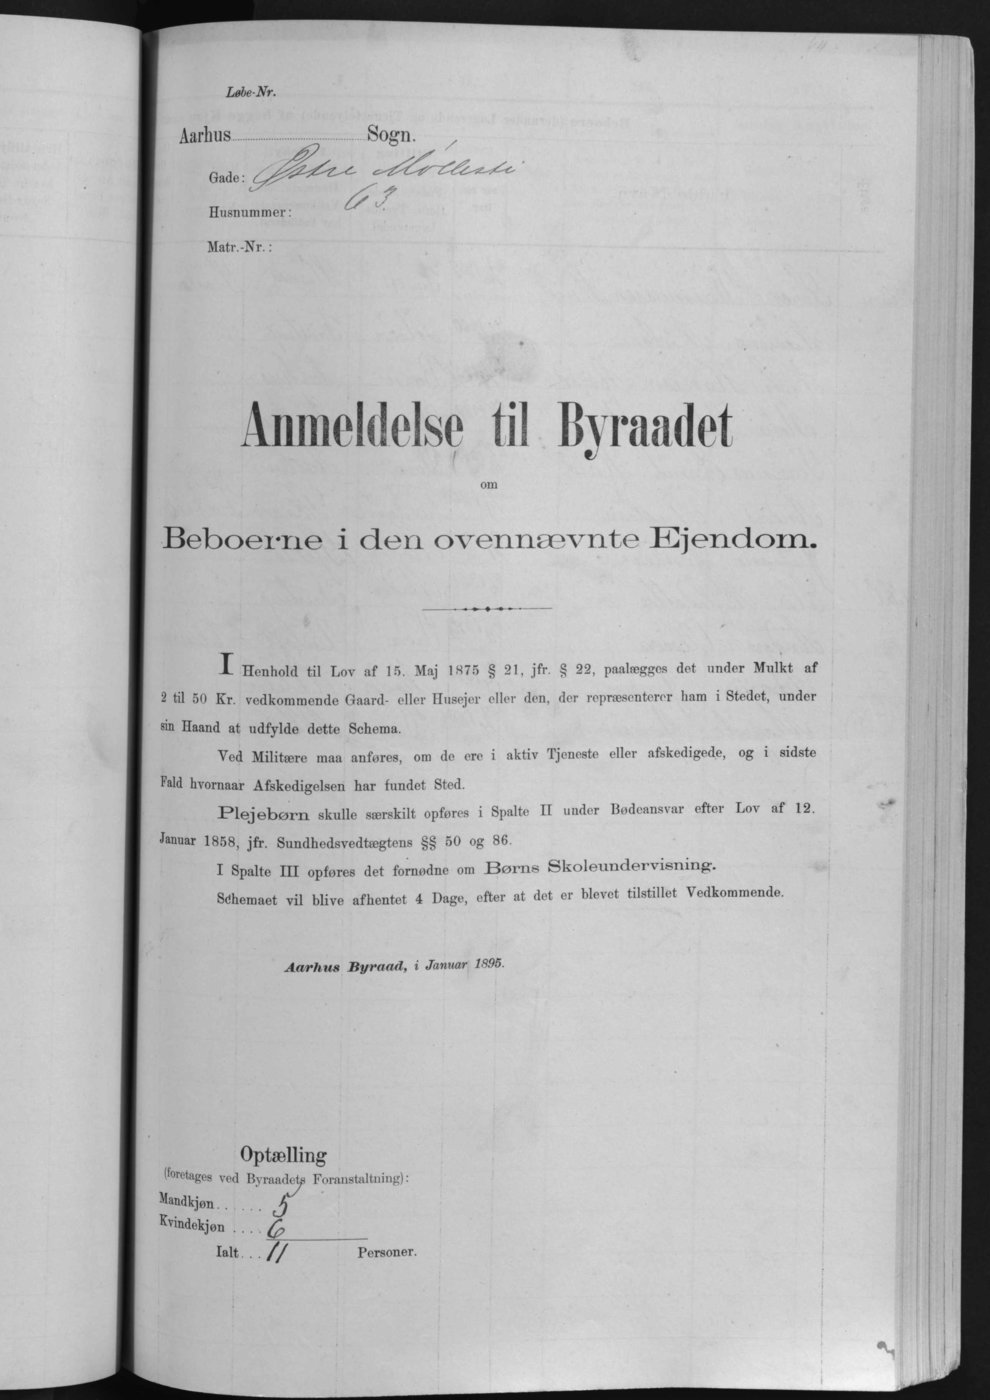 Løbe-Nr.
Aarhus Sogn.
Gade: Østre Møllesti
Husnummer: 63.
Matr.-Nr.:
Anmeldelse til Byraadet
om
Beboerne i den ovennævnte Ejendom.
I Henhold til Lov af 15. Maj 1875 § 21, jfr. § 22, paalægges det under Mulkt af
2 til 50 Kr. vedkommende Gaard- eller Husejer eller den, der repræsenterer ham i Stedet, under
sin Haand at udfylde dette Schema.
Ved Militære maa anføres, om de ere i aktiv Tjeneste eller afskedigede, og i sidste
Fald hvornaar Afskedigelsen har fundet Sted.
Plejebørn skulle særskilt opføres i Spalte II under Bødeansvar efter Lov af 12.
Januar 1858, jfr. Sundhedsvedtægtens §§ 50 og 86.
I Spalte III opføres det fornødne om Børns Skoleundervisning.
Schemaet vil blive afhentet 4 Dage, efter at det er blevet tilstillet Vedkommende.
Aarhus Byraad, i Januar 1895.
Optælling
(foretages ved Byraadets Foranstaltning):
Mandkjøn...... 5
Kvindekjøn .... 6
Ialt... 11 Personer.